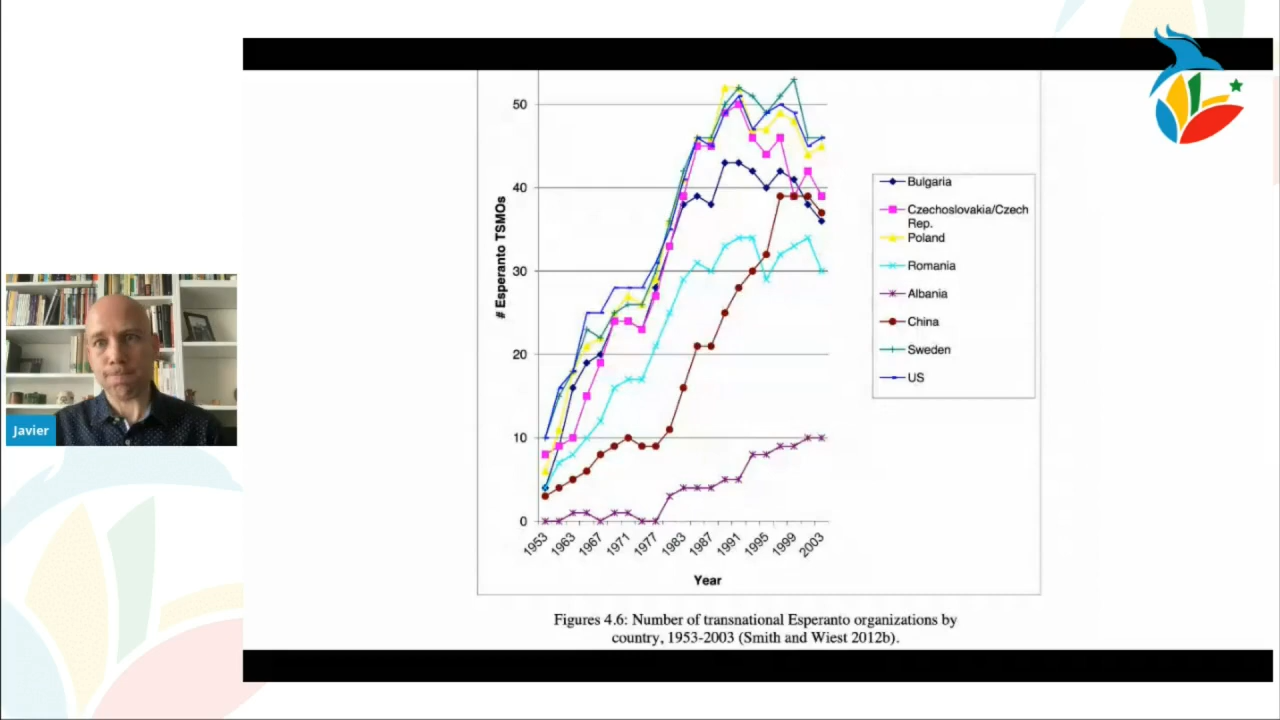 50
40
30
20
10
0
# Esperanto TSMOs
1953
1963
1967
1971
1977
1983
1987
1991
1995
1999
2003
Year
Bulgaria
Czechoslovakia/Czech
Rep.
Poland
Romania
Albania
China
Sweden
US
Figures 4.6: Number of transnational Esperanto organizations by
country, 1953-2003 (Smith and Wiest 2012b).
Javier